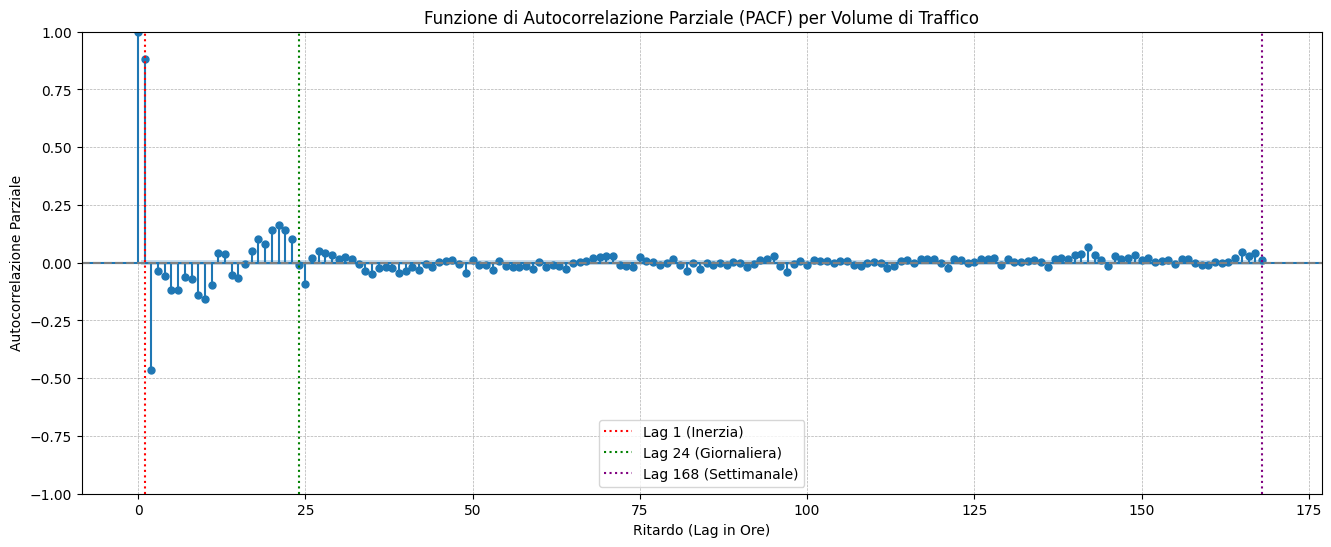 Funzione di Autocorrelazione Parziale (PACF) per Volume di Traffico
Autocorrelazione Parziale
1.00
0.75
0.50
0.25
0.00
−0.25
−0.50
−0.75
−1.00
Lag 1 (Inerzia)
Lag 24 (Giornaliera)
Lag 168 (Settimanale)
0 25 50 75 100 125 150 175
Ritardo (Lag in Ore)